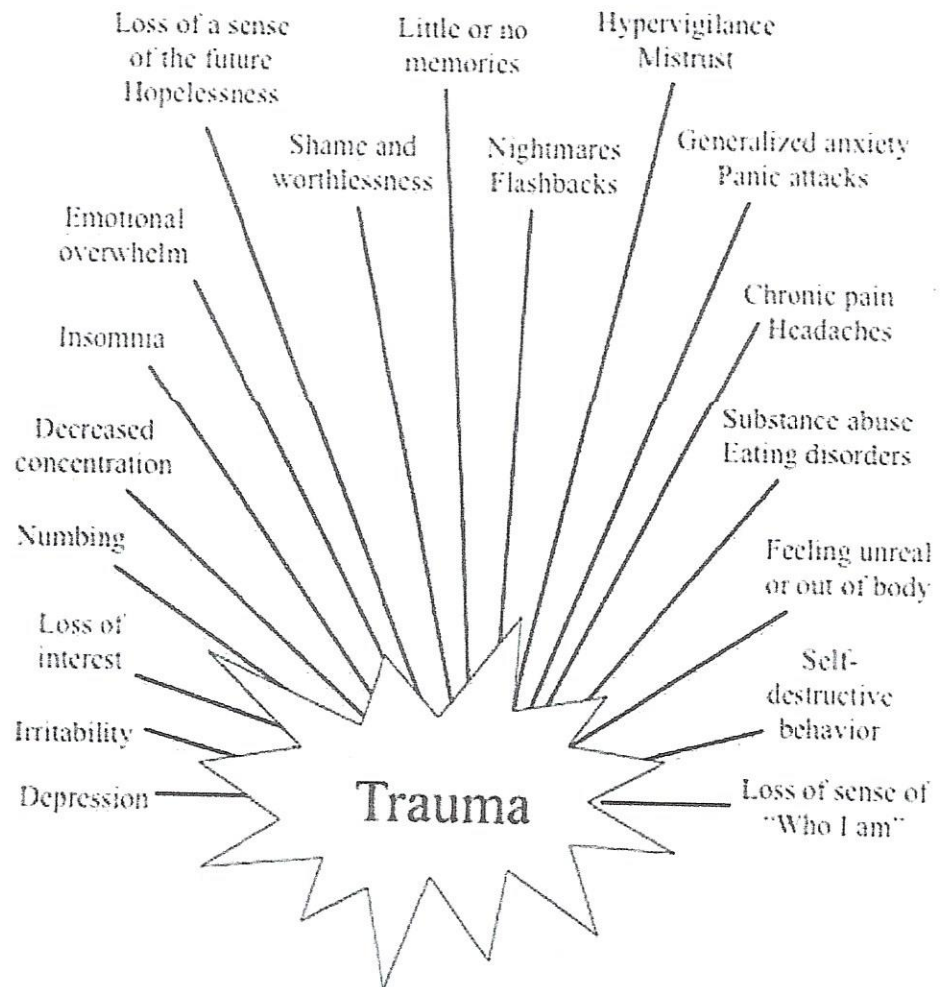 Loss of a sense
of the future
Hopelessness
Little or no
memories
Hypervigilance
Mistrust
Shame and
worthlessness
Nightmares
Flashbacks
Generalized anxiety
Panic attacks
Emotional
overwhelm
Chronic pain
Headaches
Insomnia
Decreased
concentration
Substance abuse
Eating disorders
Numbing
Feeling unreal
or out of body
Loss of
interest
Self-
destructive
behavior
Irritability
Depression
Trauma
Loss of sense of
"Who I am"